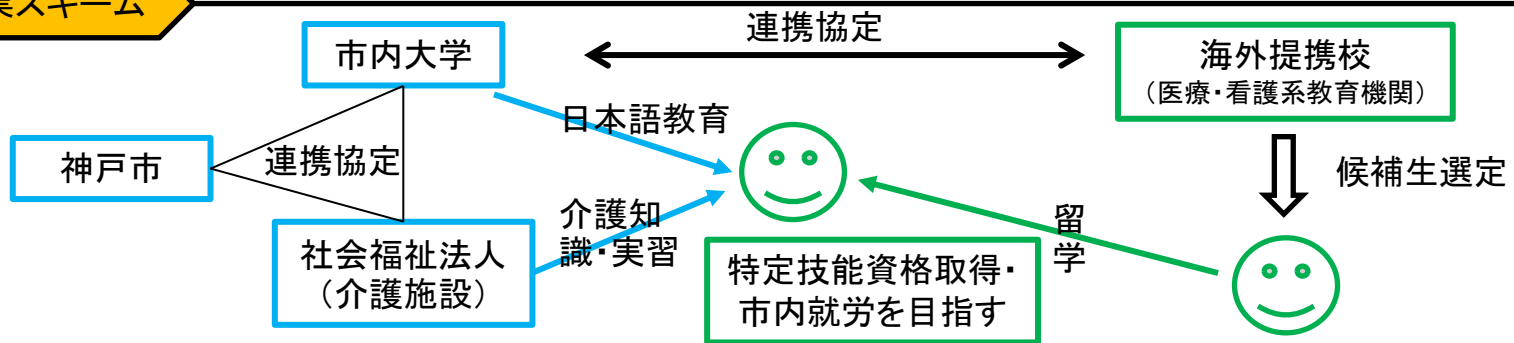 業スキーム
連携協定
市内大学
海外提携校
（医療・看護系教育機関）
日本語教育
神戸市
連携協定
候補生選定
介護知
識・実習
留
学
社会福祉法人
（介護施設）
特定技能資格取得・
市内就労を目指す